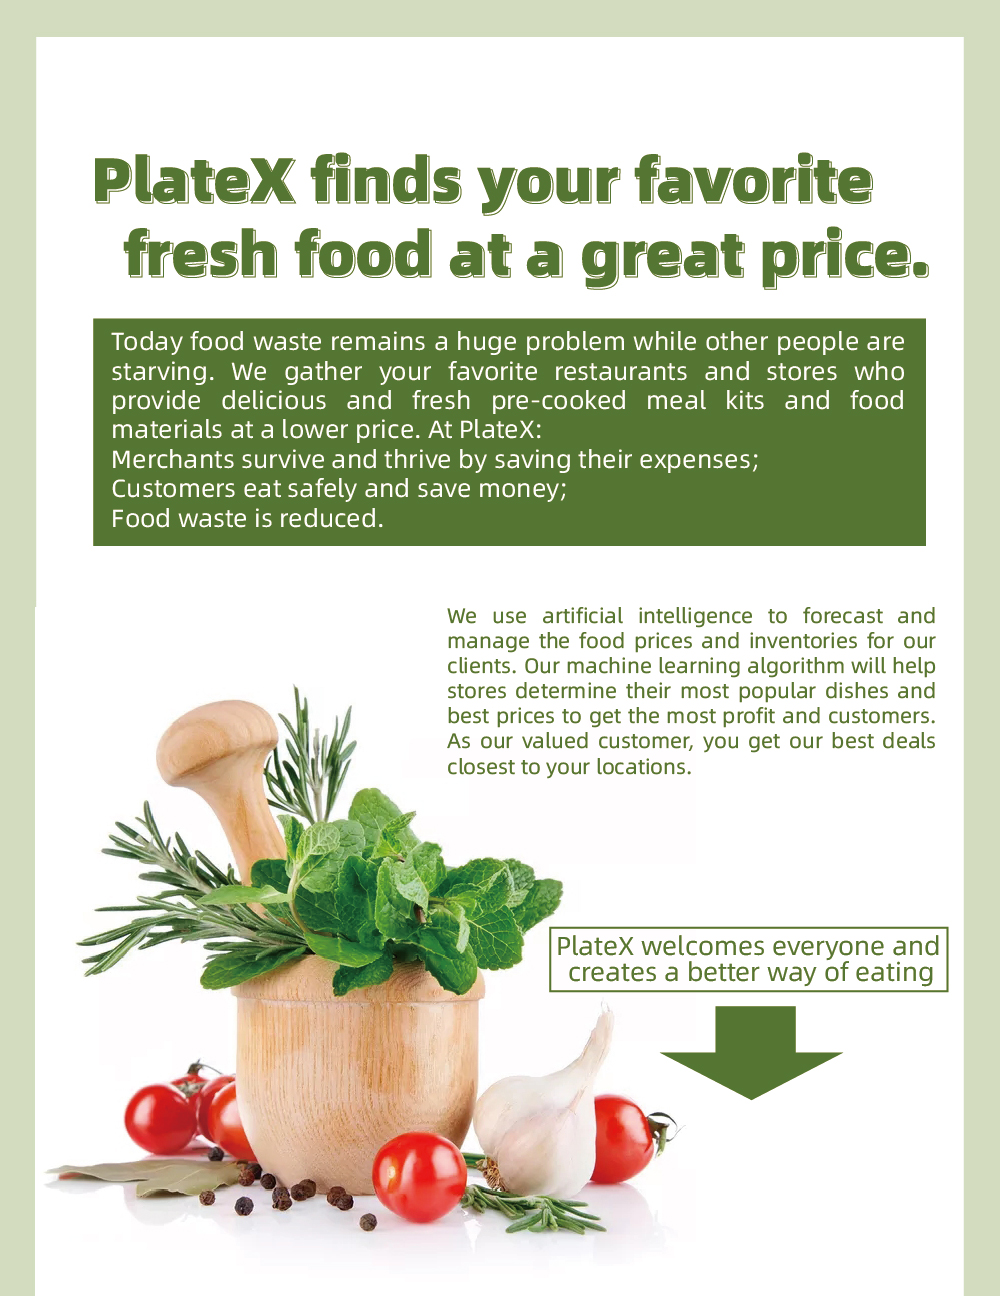 PlateX finds your favorite
fresh food at a great price.
Today food waste remains a huge problem while other people are
starving. We gather your favorite restaurants and stores who
provide delicious and fresh pre-cooked meal kits and food
materials at a lower price. At PlateX:
Merchants survive and thrive by saving their expenses;
Customers eat safely and save money;
Food waste is reduced.
We use artificial intelligence to forecast and
manage the food prices and inventories for our
clients. Our machine learning algorithm will help
stores determine their most popular dishes and
best prices to get the most profit and customers.
As our valued customer, you get our best deals
closest to your locations.
PlateX welcomes everyone and
creates a better way of eating